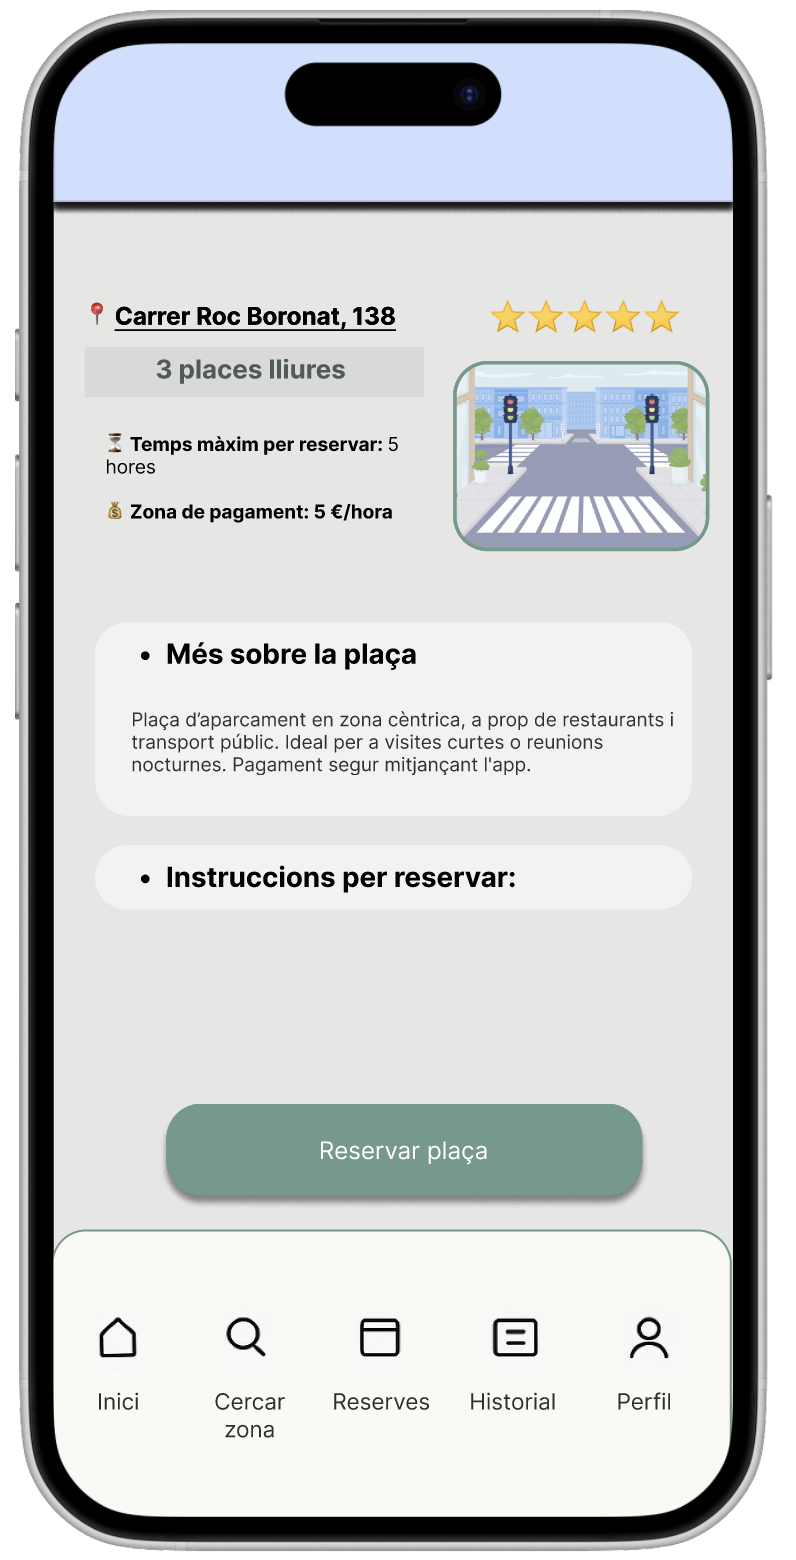 📍 Carrer Roc Boronat, 138
⭐⭐⭐⭐⭐
3 places lliures
⏳ Temps màxim per reservar: 5
hores
💰 Zona de pagament: 5 €/hora
• Més sobre la plaça
Plaça d’aparcament en zona cèntrica, a prop de restaurants i
transport públic. Ideal per a visites curtes o reunions
nocturnes. Pagament segur mitjançant l'app.
• Instruccions per reservar:
Reservar plaça
Inici
Cercar
zona
Reserves
Historial
Perfil